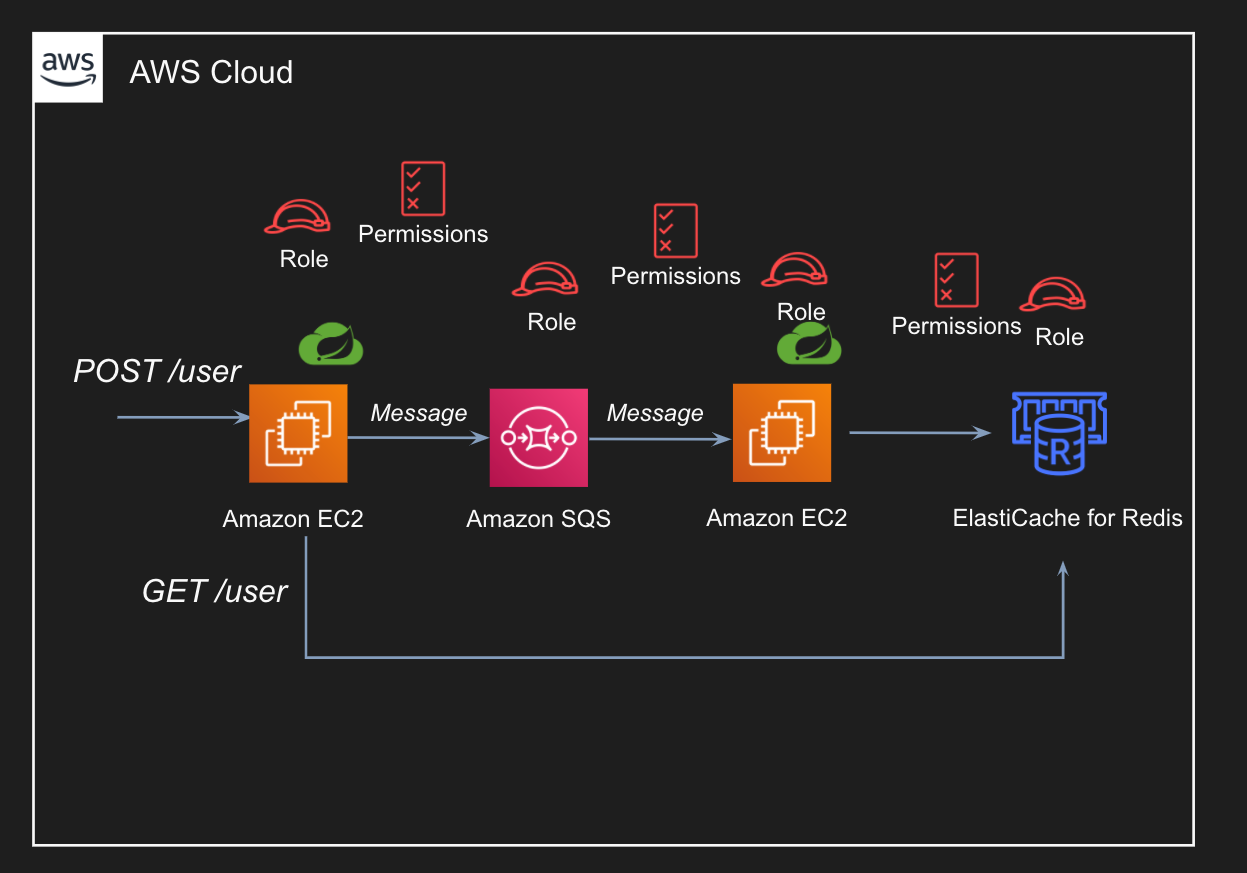 aws
AWS Cloud
Permissions
Role
Permissions
Role
Role
Permissions
Role
POST /user
Message
Message
R
Amazon EC2
Amazon SQS
Amazon EC2
ElastiCache for Redis
GET /user